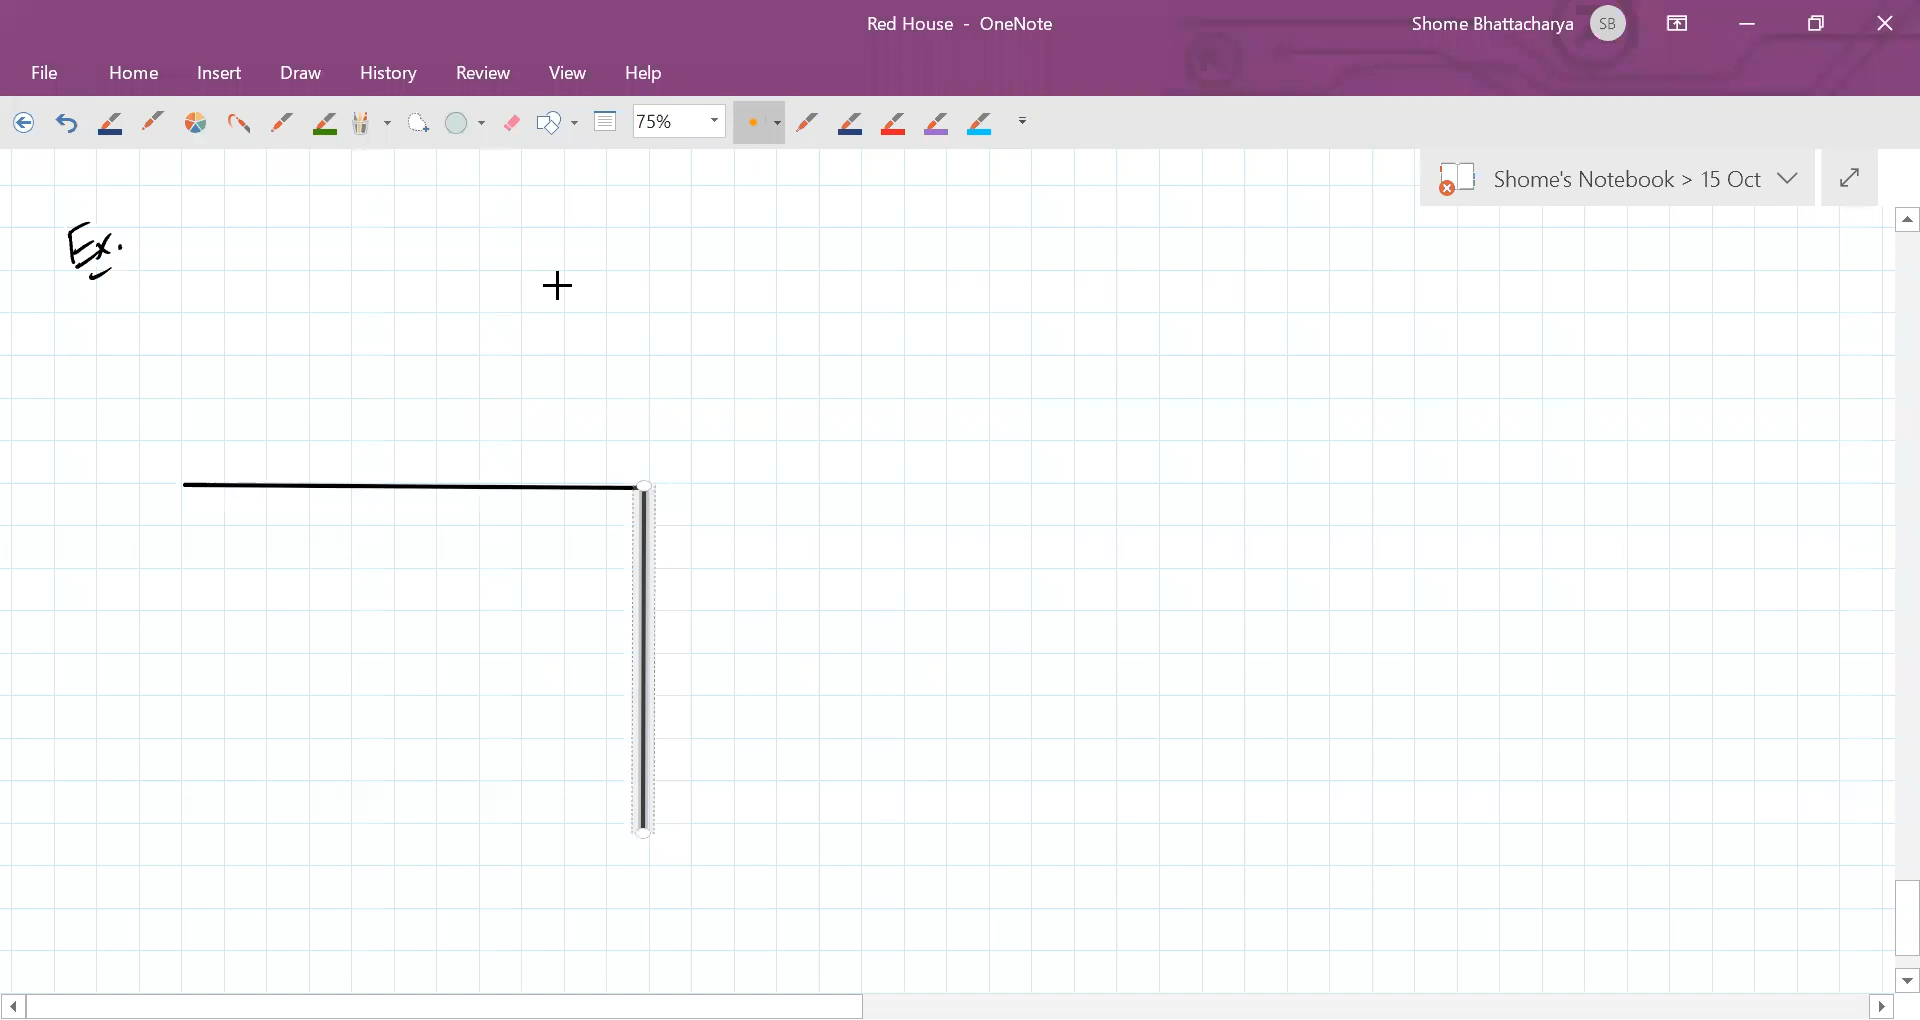 Red House - OneNote
Shome Bhattacharya SB
File Home Insert Draw History Review View Help
75%
Shome's Notebook > 15 Oct
Ex.